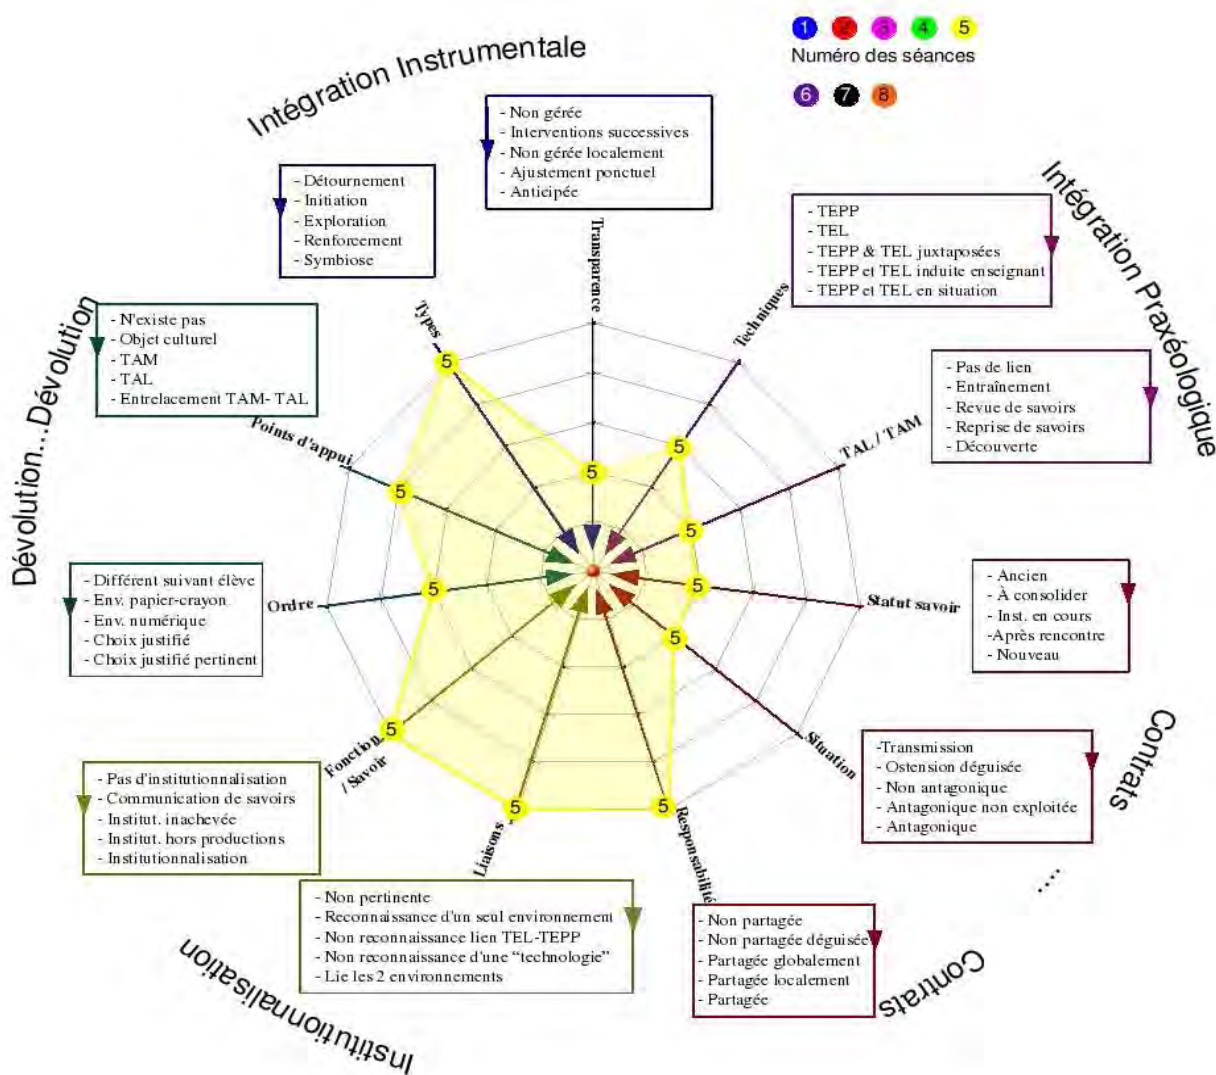 1 2 3 4 5
Numéro des séances
6 7 8
Intégration Instrumentale
- Non gérée
- Interventions successives
- Non gérée localement
- Ajustement ponctuel
- Anticipée
Transparence
- Détournement
- Initiation
- Exploration
- Renforcement
- Symbiose
Types
Intégration Praxéologique
- TEPP
- TEL
- TEPP & TEL juxtaposées
- TEPP et TEL induite enseignant
- TEPP et TEL en situation
Techniques
- Pas de lien
- Entraînement
- Revue de savoirs
- Reprise de savoirs
- Découverte
TAL / TAM
Dévolution...Dévolution
- N'existe pas
- Objet culturel
- TAM
- TAL
- Entrelacement TAM- TAL
Points d'appui
- Différent suivant élève
- Env. papier-crayon
- Env. numérique
- Choix justifié
- Choix justifié pertinent
Ordre
- Ancien
- À consolider
- Inst. en cours
-Après rencontre
- Nouveau
Statut savoir
Contrats
....
Contrats
-Transmission
- Ostension déguisée
- Non antagonique
- Antagonique non exploitée
- Antagonique
Situation
- Pas d'institutionnalisation
- Communication de savoirs
- Institut. inachevée
- Institut. hors productions
- Institutionnalisation
Fonction
/ Savoir
- Non pertinente
- Reconnaissance d'un seul environnement
- Non reconnaissance lien TEL-TEPP
- Non reconnaissance d'une “technologie”
- Lie les 2 environnements
Liaisons
- Non partagée
- Non partagée déguisée
- Partagée globalement
- Partagée localement
- Partagée
Responsabilité
Institutionnalisation
5
5
5
5
5
5
5
5
5
5
5